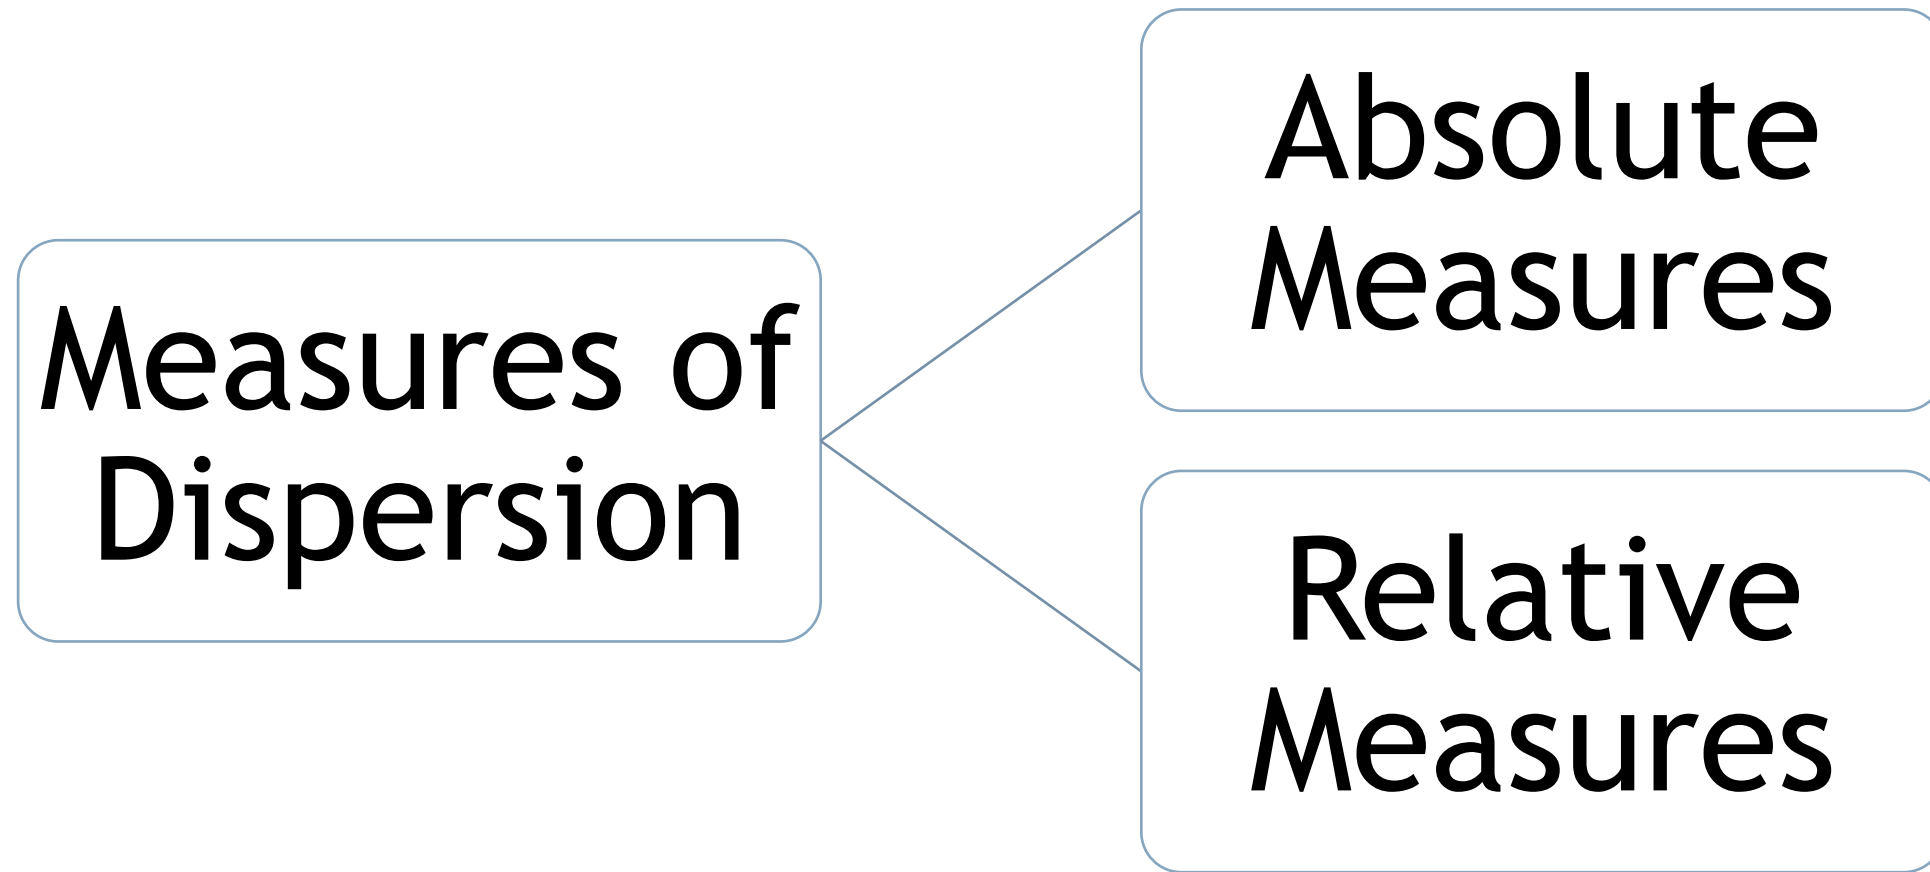 Measures of
Dispersion
Absolute
Measures
Relative
Measures